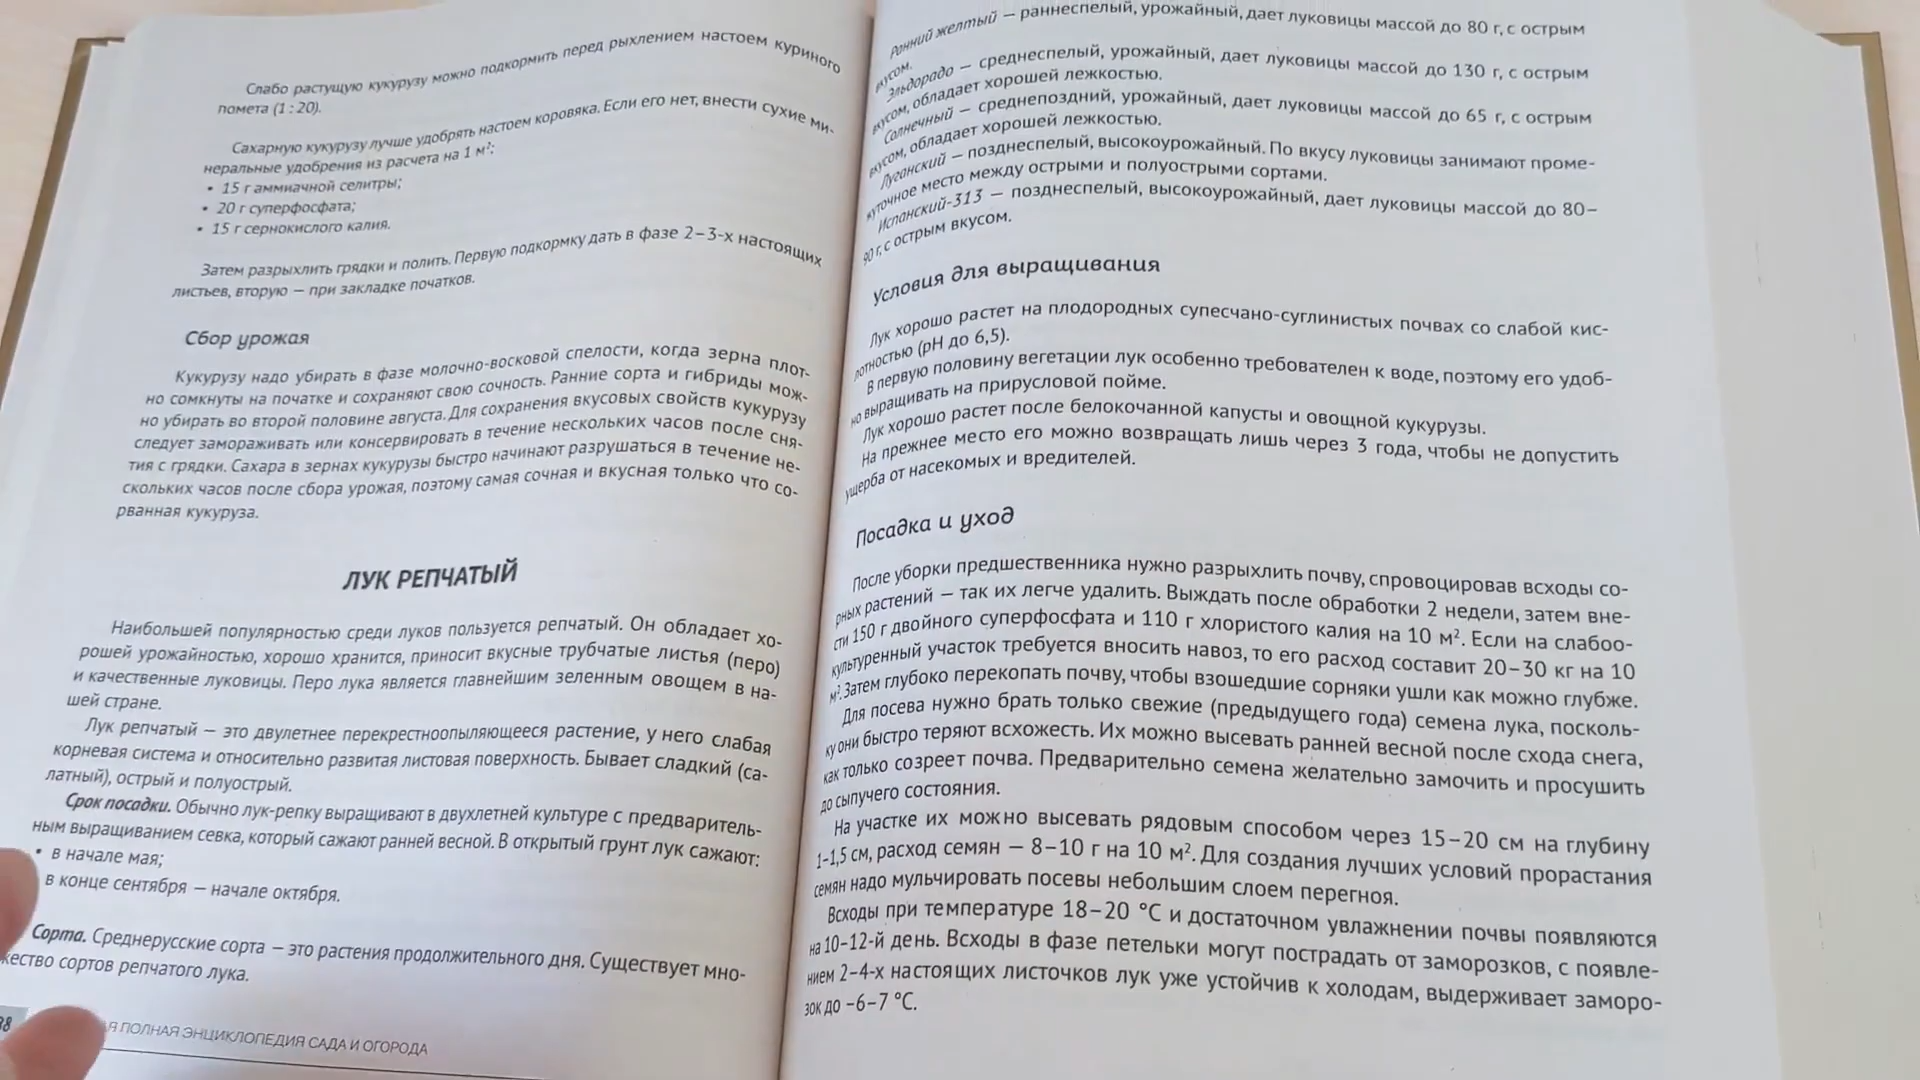 Слабо растущую кукурузу можно подкормить перед рыхлением настоем куриного
помета (1 : 20).
Сахарную кукурузу лучше удобрять настоем коровяка. Если его нет, внести сухие ми-
неральные удобрения из расчета на 1 м²:
• 15 г аммиачной селитры;
• 20 г суперфосфата;
• 15 г сернокислого калия.
Затем разрыхлить грядки и полить. Первую подкормку дать в фазе 2–3-х настоящих
листьев, вторую — при закладке початков.
Сбор урожая
Кукурузу надо убирать в фазе молочно-восковой спелости, когда зерна плот-
но сомкнуты на початке и сохраняют свою сочность. Ранние сорта и гибриды мож-
но убирать во второй половине августа. Для сохранения вкусовых свойств кукурузу
следует замораживать или консервировать в течение нескольких часов после сня-
тия с грядки. Сахара в зернах кукурузы быстро начинают разрушаться в течение не-
скольких часов после сбора урожая, поэтому самая сочная и вкусная только что со-
рванная кукуруза.
ЛУК РЕПЧАТЫЙ
Наибольшей популярностью среди луков пользуется репчатый. Он обладает хо-
рошей урожайностью, хорошо хранится, приносит вкусные трубчатые листья (перо)
и качественные луковицы. Перо лука является главнейшим зеленным овощем в на-
шей стране.
Лук репчатый — это двулетнее перекрестноопыляющееся растение, у него слабая
корневая система и относительно развитая листовая поверхность. Бывает сладкий (са-
латный), острый и полуострый.
Срок посадки. Обычно лук-репку выращивают в двухлетней культуре с предваритель-
ным выращиванием севка, который сажают ранней весной. В открытый грунт лук сажают:
• в начале мая;
в конце сентября — начале октября.
Сорта. Среднерусские сорта — это растения продолжительного дня. Существует мно-
жество сортов репчатого лука.
ПОЛНАЯ ЭНЦИКЛОПЕДИЯ САДА И ОГОРОДА
Ранний желтый — раннеспелый, урожайный, дает луковицы массой до 80 г, с острым
вкусом.
Эльдорадо — среднеспелый, урожайный, дает луковицы массой до 130 г, с острым
вкусом, обладает хорошей лежкостью.
Солнечный — среднепоздний, урожайный, дает луковицы массой до 65 г, с острым
вкусом, обладает хорошей лежкостью.
Луганский — позднеспелый, высокоурожайный. По вкусу луковицы занимают проме-
жуточное место между острыми и полуострыми сортами.
Испанский-313 — позднеспелый, высокоурожайный, дает луковицы массой до 80–
90 г, с острым вкусом.
Условия для выращивания
Лук хорошо растет на плодородных супесчано-суглинистых почвах со слабой кис-
лотностью (pH до 6,5).
В первую половину вегетации лук особенно требователен к воде, поэтому его удоб-
но выращивать на прирусловой пойме.
Лук хорошо растет после белокочанной капусты и овощной кукурузы.
На прежнее место его можно возвращать лишь через 3 года, чтобы не допустить
ущерба от насекомых и вредителей.
Посадка и уход
После уборки предшественника нужно разрыхлить почву, спровоцировав всходы со-
рных растений — так их легче удалить. Выждать после обработки 2 недели, затем вне-
сти 150 г двойного суперфосфата и 110 г хлористого калия на 10 м². Если на слабоо-
культуренный участок требуется вносить навоз, то его расход составит 20–30 кг на 10
м². Затем глубоко перекопать почву, чтобы взошедшие сорняки ушли как можно глубже.
Для посева нужно брать только свежие (предыдущего года) семена лука, посколь-
ку они быстро теряют всхожесть. Их можно высевать ранней весной после схода снега,
как только созреет почва. Предварительно семена желательно замочить и просушить
до сыпучего состояния.
На участке их можно высевать рядовым способом через 15–20 см на глубину
1–1,5 см, расход семян — 8–10 г на 10 м². Для создания лучших условий прорастания
семян надо мульчировать посевы небольшим слоем перегноя.
Всходы при температуре 18–20 °С и достаточном увлажнении почвы появляются
на 10–12-й день. Всходы в фазе петельки могут пострадать от заморозков, с появле-
нием 2–4-х настоящих листочков лук уже устойчив к холодам, выдерживает заморо-
зок до –6–7 °С.